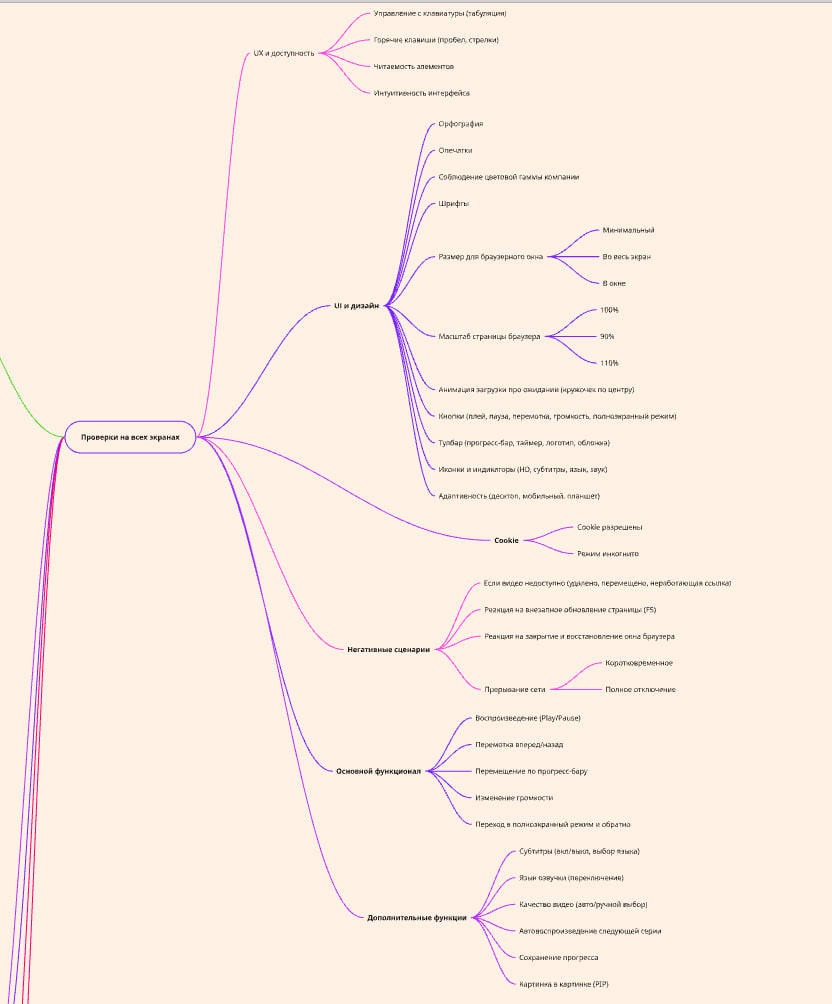 Управление с клавиатуры (табуляция)
Горячие клавиши (пробел, стрелки)
UX и доступность
Читаемость элементов
Интуитивность интерфейса
Орфография
Опечатки
Соблюдение цветовой гаммы компании
Шрифты
Минимальный
Размер для браузерного окна
Во весь экран
В окне
UI и дизайн
100%
Масштаб страницы браузера
90%
110%
Анимация загрузки при ожидании (кружочек по центру)
Кнопки (плей, пауза, перемотка, громкость, полноэкранный режим)
Проверки на всех экранах
Тулбар (прогресс-бар, таймер, логотип, обложка)
Иконки и индикаторы (HD, субтитры, язык, звук)
Адаптивность (десктоп, мобильный, планшет)
Cookie разрешены
Cookie
Режим инкогнито
Если видео недоступно (удалено, перемещено, неработающая ссылка)
Реакция на внезапное обновление страницы (F5)
Реакция на закрытие и восстановление окна браузера
Негативные сценарии
Коротковременное
Прерывание сети
Полное отключение
Воспроизведение (Play/Pause)
Перемотка вперед/назад
Основной функционал
Перемещение по прогресс-бару
Изменение громкости
Переход в полноэкранный режим и обратно
Субтитры (вкл/выкл, выбор языка)
Язык озвучки (переключение)
Качество видео (авто/ручной выбор)
Дополнительные функции
Автовоспроизведение следующей серии
Сохранение прогресса
Картинка в картинке (PIP)